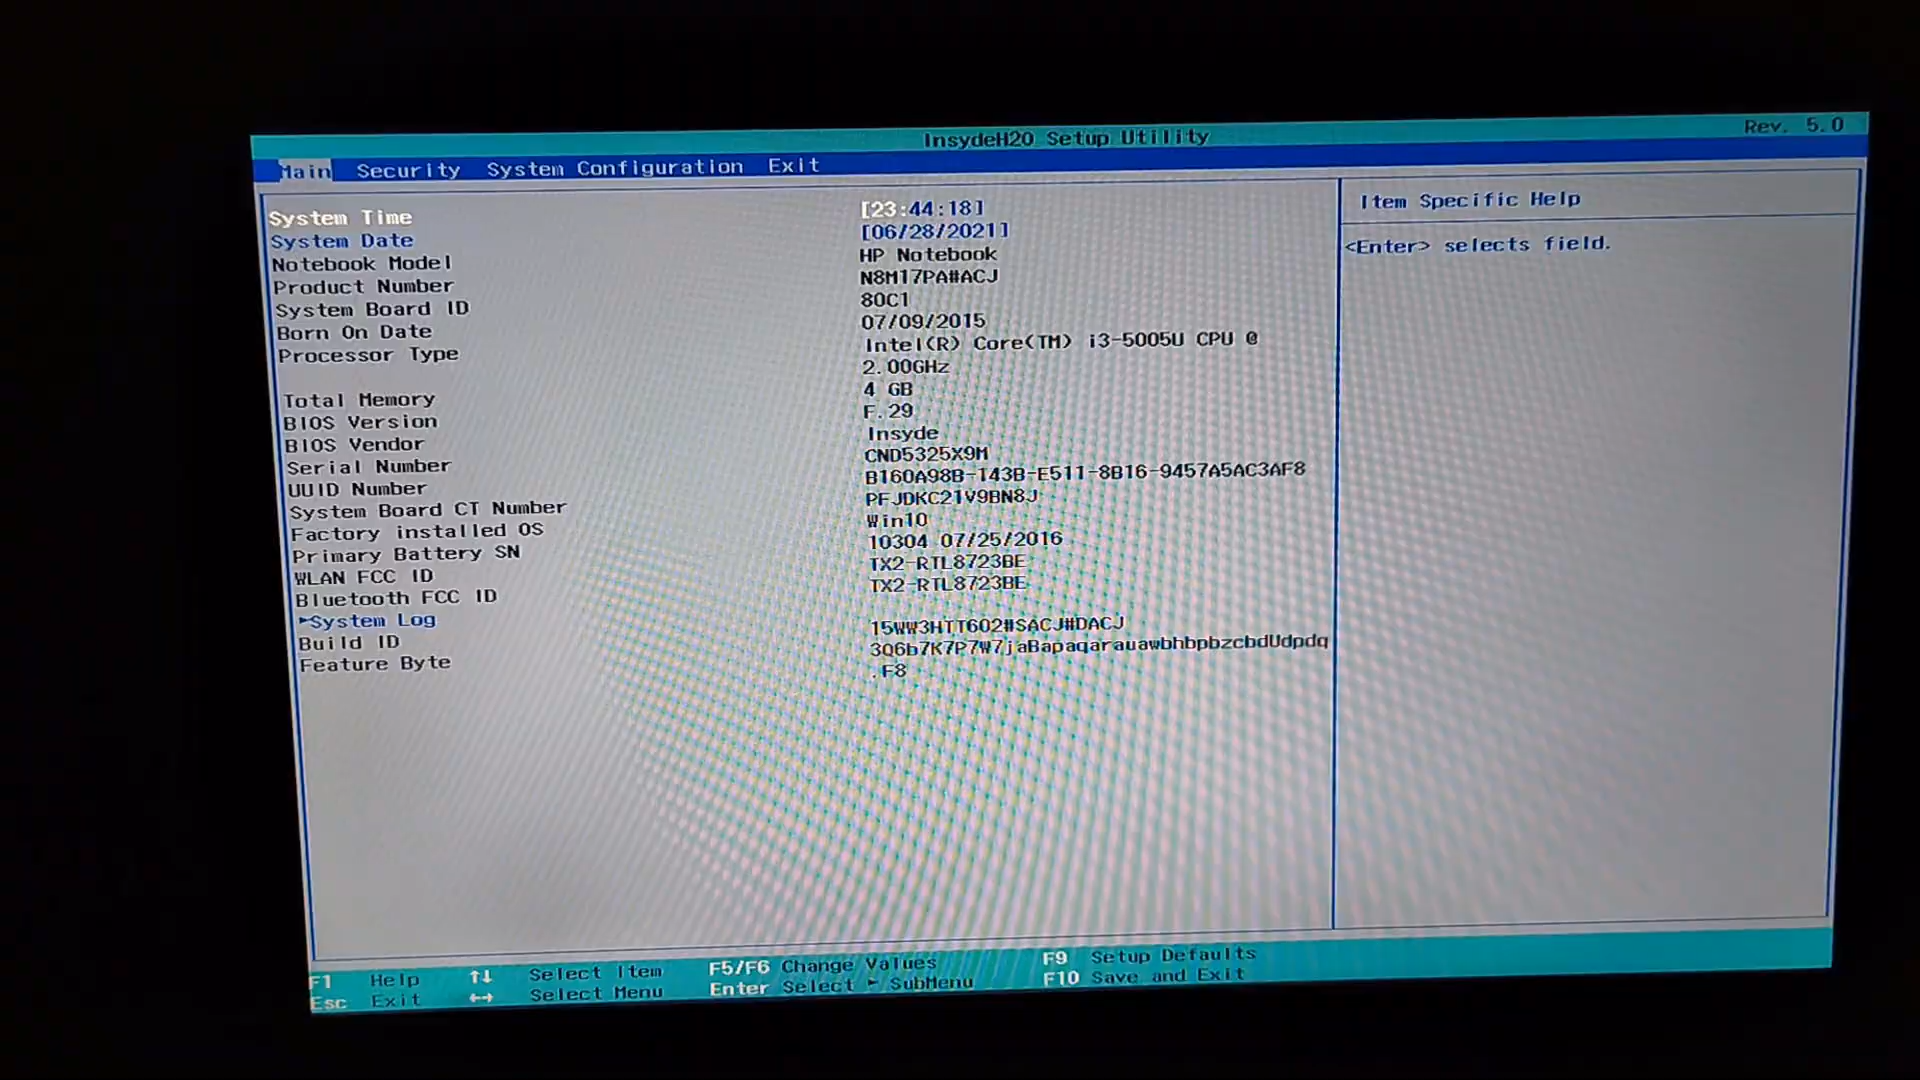 InsydeH20 Setup Utility
Rev. 5.0
Main Security System Configuration Exit
System Time [23:44:18]
System Date [06/28/2021]
Notebook Model HP Notebook
Product Number N8M17PA#ACJ
System Board ID 80C1
Born On Date 07/09/2015
Processor Type Intel(R) Core(TM) i3-5005U CPU @
2.00GHz
Total Memory 4 GB
BIOS Version F.29
BIOS Vendor Insyde
Serial Number CND5325X9M
UUID Number B160A98B-143B-E511-8B16-9457A5AC3AF8
System Board CT Number PFJDKC21V9BN8J
Factory installed OS Win10
Primary Battery SN 10304 07/25/2016
WLAN FCC ID TX2-RTL8723BE
Bluetooth FCC ID TX2-RTL8723BE
►System Log
Build ID 15WW3HTT602#SACJ#DACJ
Feature Byte 3Q6b7K7P7W7jaBapaqarauawbhbpbzcbdUdpdq
.F8
Item Specific Help
<Enter> selects field.
F1 Help ↑↓ Select Item F5/F6 Change Values F9 Setup Defaults
Esc Exit ↔ Select Menu Enter Select ► SubMenu F10 Save and Exit